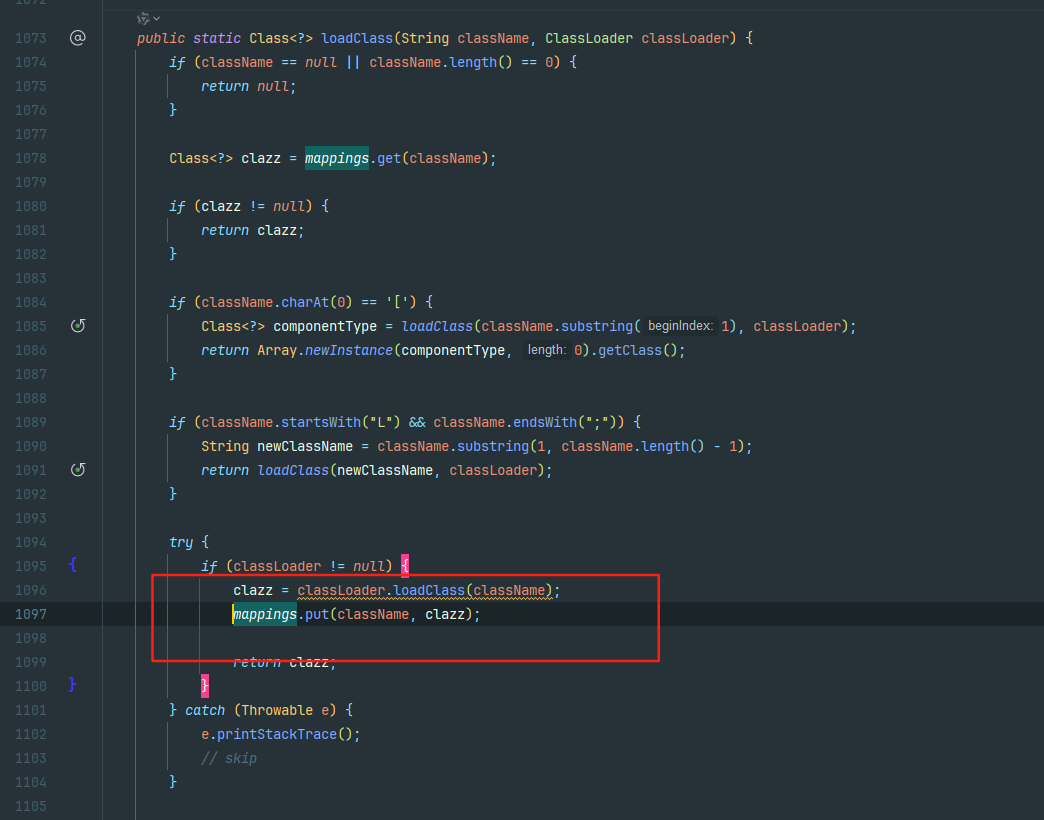 1072
1073 public static Class<?> loadClass(String className, ClassLoader classLoader) {
1074 if (className == null || className.length() == 0) {
1075 return null;
1076 }
1077
1078 Class<?> clazz = mappings.get(className);
1079
1080 if (clazz != null) {
1081 return clazz;
1082 }
1083
1084 if (className.charAt(0) == '[') {
1085 Class<?> componentType = loadClass(className.substring( beginIndex: 1), classLoader);
1086 return Array.newInstance(componentType, length: 0).getClass();
1087 }
1088
1089 if (className.startsWith("L") && className.endsWith(";")) {
1090 String newClassName = className.substring(1, className.length() - 1);
1091 return loadClass(newClassName, classLoader);
1092 }
1093
1094 try {
1095 { if (classLoader != null) {
1096 clazz = classLoader.loadClass(className);
1097 mappings.put(className, clazz);
1098
1099 return clazz;
1100 } }
1101 } catch (Throwable e) {
1102 e.printStackTrace();
1103 // skip
1104 }
1105